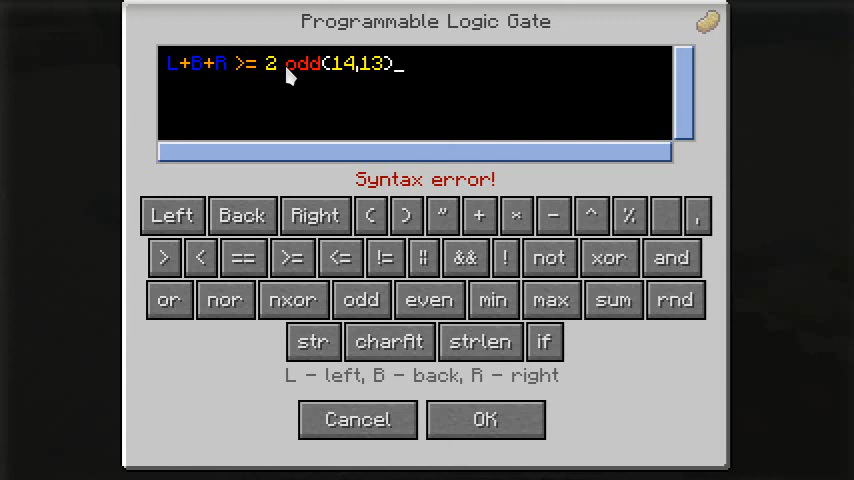 Programmable Logic Gate
L+B+R >= 2 odd(14,13)_
Syntax error!
Left Back Right ( ) " + * - ^ % ,
> < == >= <= != ¦¦ && ! not xor and
or nor nxor odd even min max sum rnd
str charAt strlen if
L - left, B - back, R - right
Cancel OK